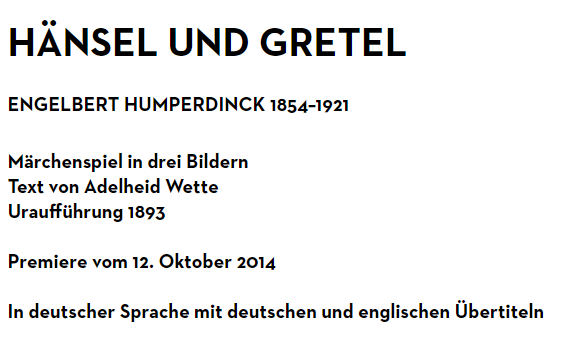 HÄNSEL UND GRETEL
ENGELBERT HUMPERDINCK 1854–1921
Märchenspiel in drei Bildern
Text von Adelheid Wette
Uraufführung 1893
Premiere vom 12. Oktober 2014
In deutscher Sprache mit deutschen und englischen Übertiteln